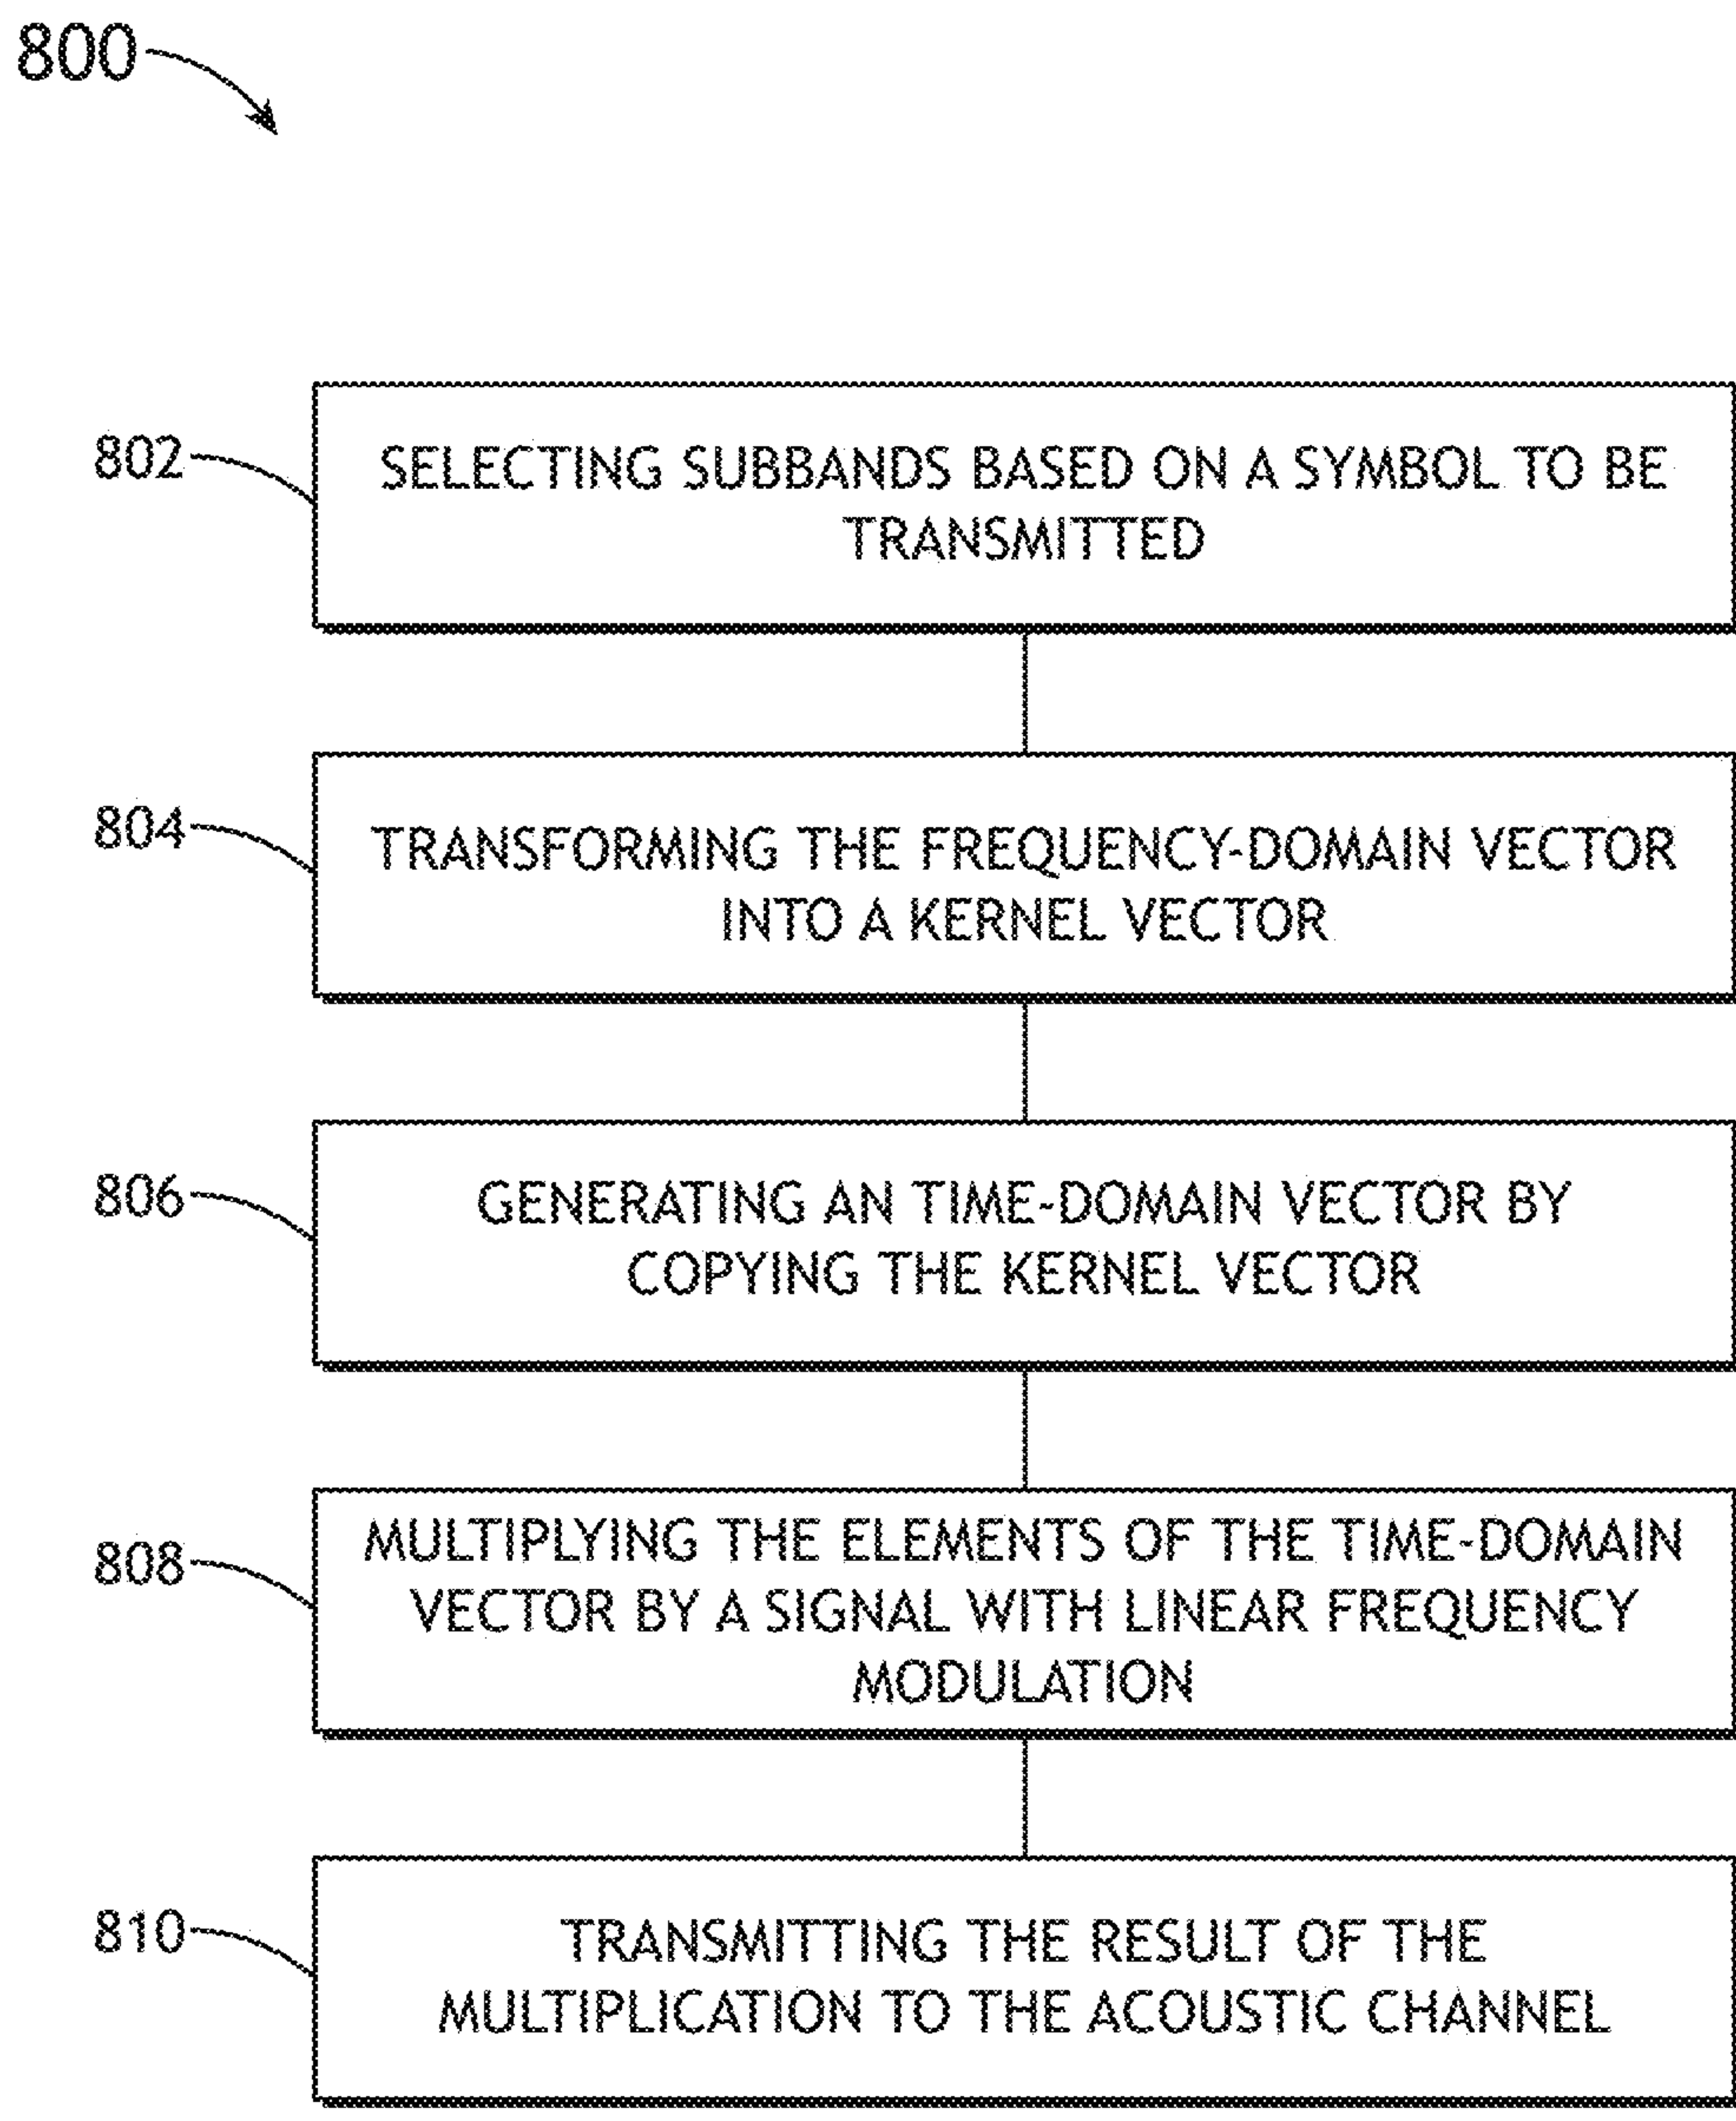 800
802
SELECTING SUBBANDS BASED ON A SYMBOL TO BE
TRANSMITTED
804
TRANSFORMING THE FREQUENCY-DOMAIN VECTOR
INTO A KERNEL VECTOR
806
GENERATING AN TIME-DOMAIN VECTOR BY
COPYING THE KERNEL VECTOR
808
MULTIPLYING THE ELEMENTS OF THE TIME-DOMAIN
VECTOR BY A SIGNAL WITH LINEAR FREQUENCY
MODULATION
810
TRANSMITTING THE RESULT OF THE
MULTIPLICATION TO THE ACOUSTIC CHANNEL